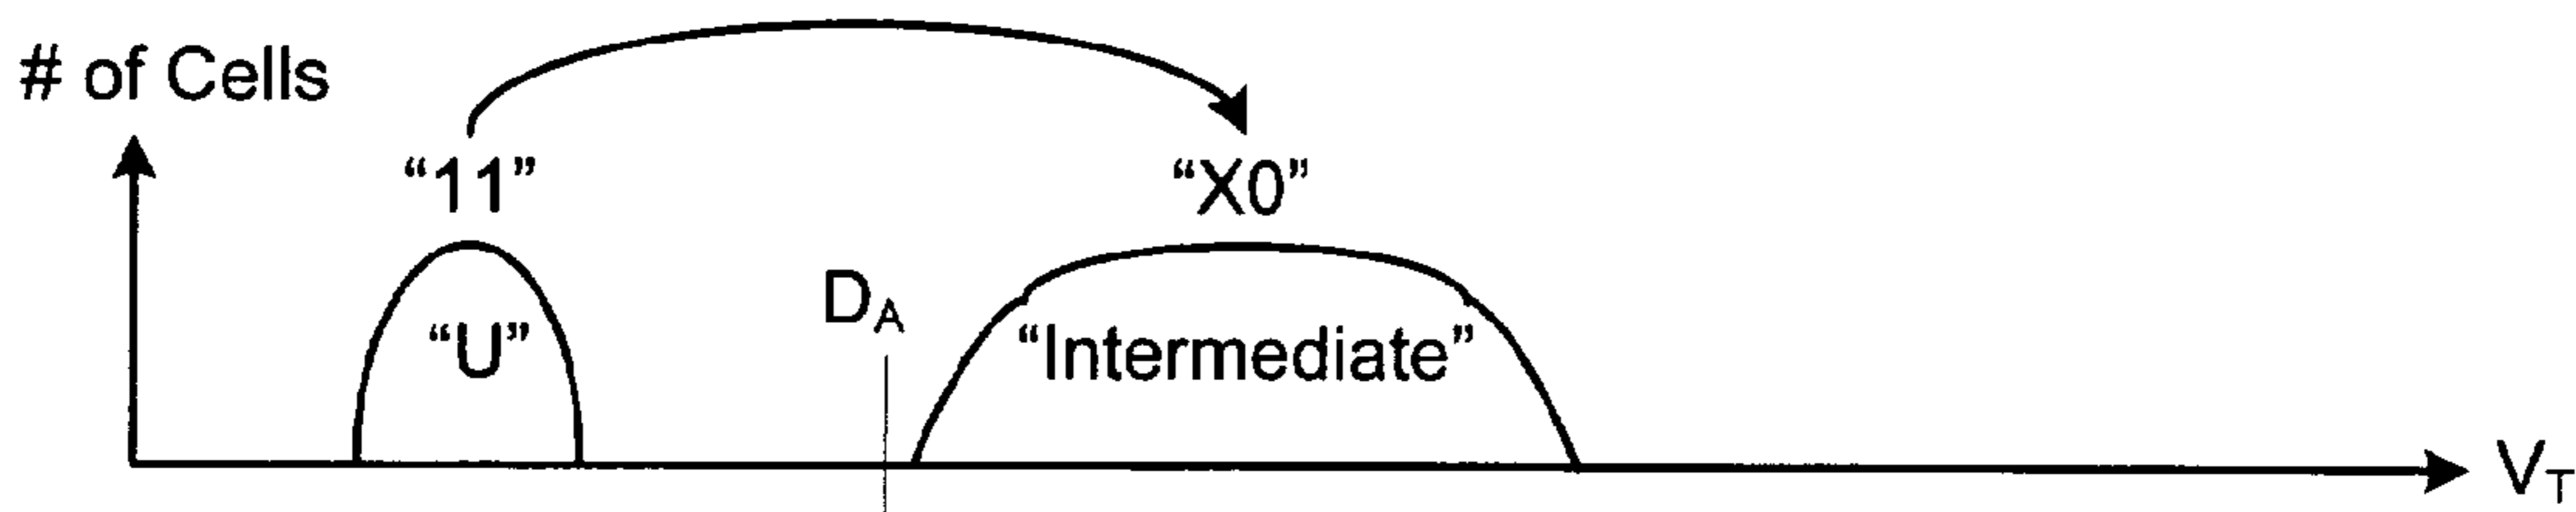 # of Cells
“11”
“X0”
“U”
D_A
“Intermediate”
V_T